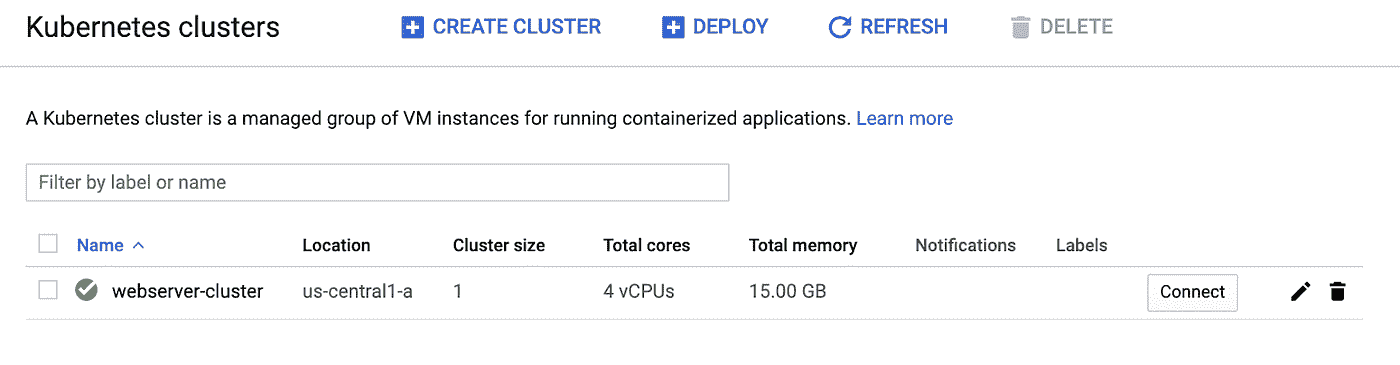 Kubernetes clusters CREATE CLUSTER DEPLOY REFRESH DELETE
A Kubernetes cluster is a managed group of VM instances for running containerized applications. Learn more
Filter by label or name
Name Location Cluster size Total cores Total memory Notifications Labels
webserver-cluster us-central1-a 1 4 vCPUs 15.00 GB Connect